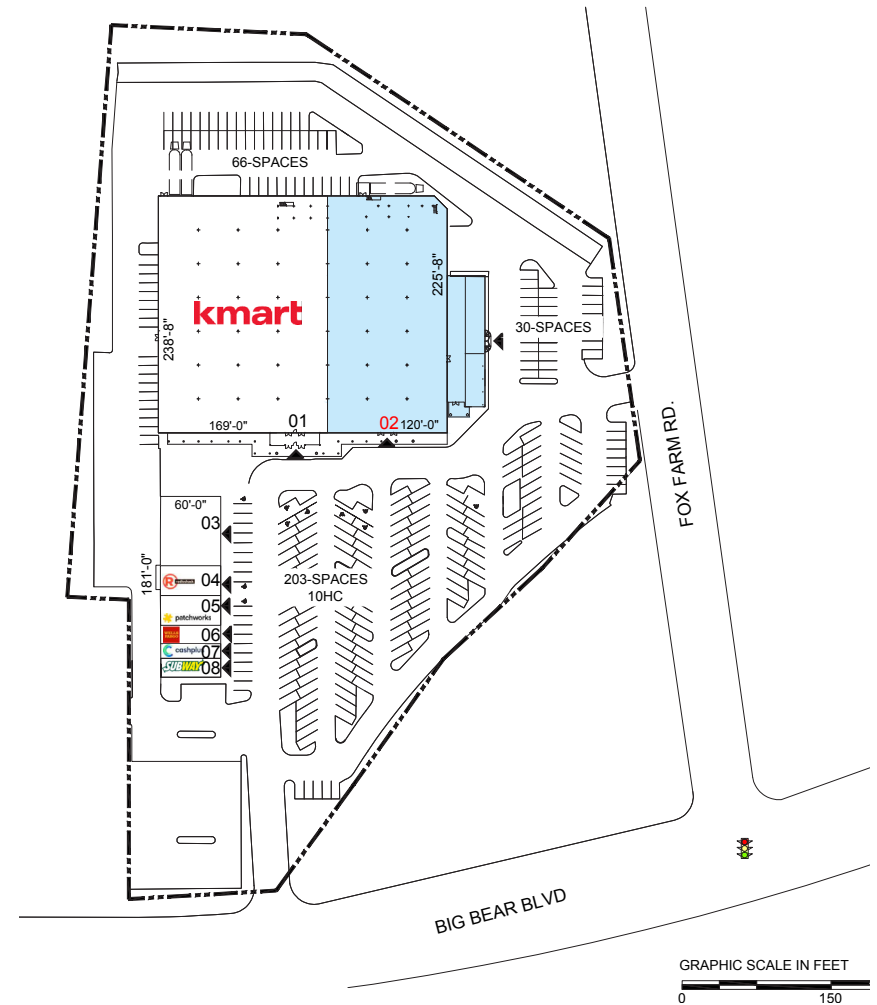 66-SPACES
kmart
238'-8"
225'-8"
30-SPACES
169'-0"
01
02
120'-0"
60'-0"
03
181'-0"
04
05
patchworks
06
WELLS
FARGO
07
SUBWAY
08
203-SPACES
10HC
FOX FARM RD.
BIG BEAR BLVD
GRAPHIC SCALE IN FEET
0
150